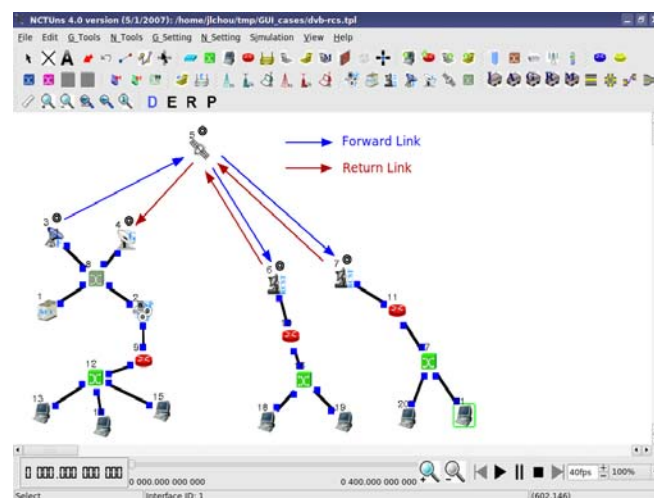 NCTUns 4.0 version (5/1/2007): /home/jlchou/tmp/GUI_cases/dvb-rcs.tpl
File Edit G_Tools N_Tools G_Setting N_Setting Simulation View Help
D E R P
5
Forward Link
Return Link
3 4
6 7
8
1 2
11
9
12
13 15
18 19 20
0 000 000 000 000
0 000.000 000 000
0 400.000 000 000
40fps
100%
Select
Interface ID: 1
(602,146)